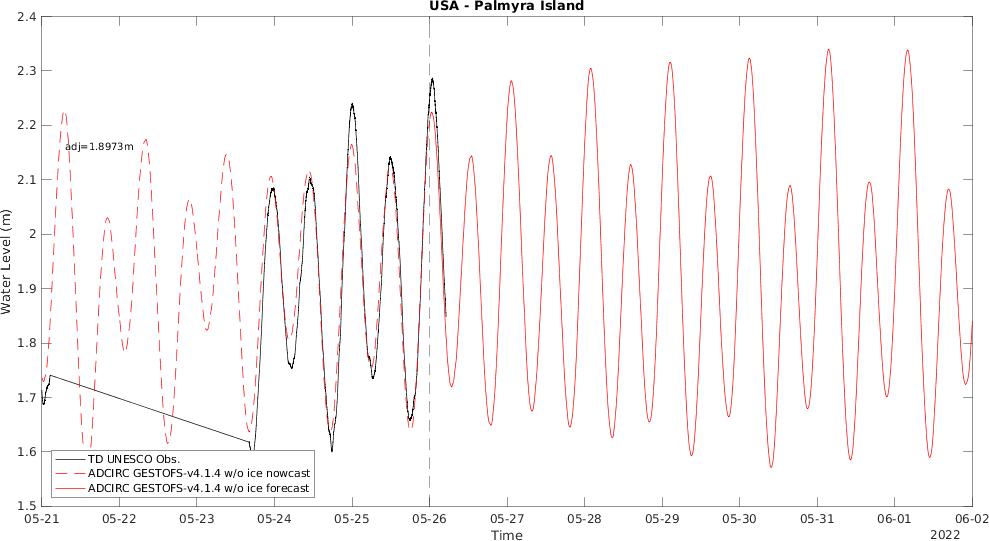 USA - Palmyra Island
2.4
2.3
2.2
2.1
2
1.9
1.8
1.7
1.6
1.5
Water Level (m)
adj=1.8973m
TD UNESCO Obs.
ADCIRC GESTOFS-v4.1.4 w/o ice nowcast
ADCIRC GESTOFS-v4.1.4 w/o ice forecast
05-21 05-22 05-23 05-24 05-25 05-26 05-27 05-28 05-29 05-30 05-31 06-01 06-02
Time
2022